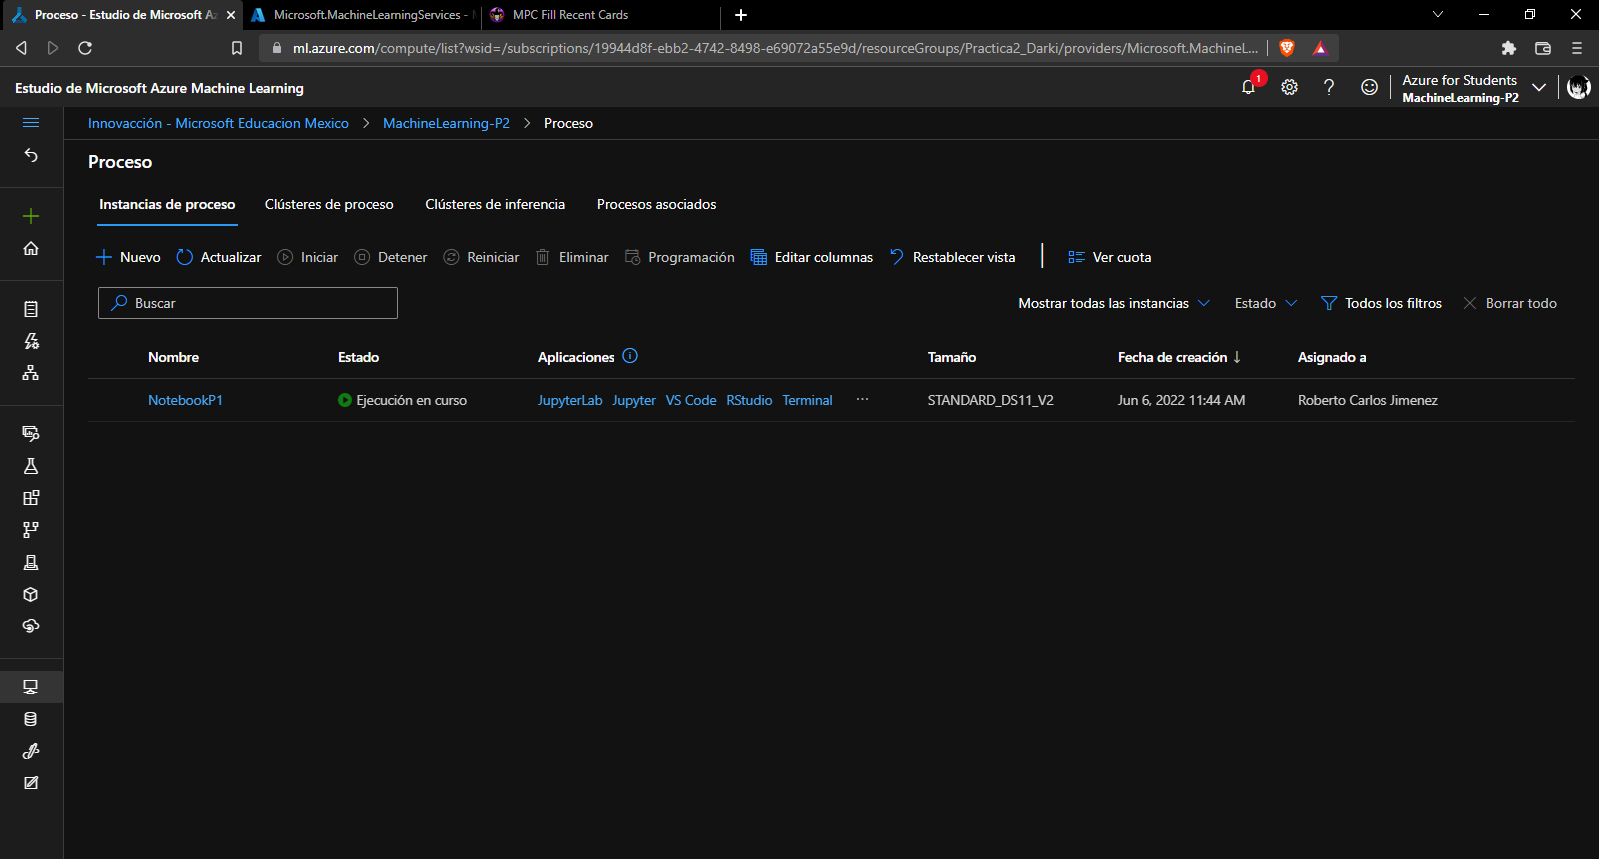 Proceso - Estudio de Microsoft Az
Microsoft.MachineLearningServices -
MPC Fill Recent Cards
ml.azure.com/compute/list?wsid=/subscriptions/19944d8f-ebb2-4742-8498-e69072a55e9d/resourceGroups/Practica2_Darki/providers/Microsoft.MachineL...
Estudio de Microsoft Azure Machine Learning
1
Azure for Students
MachineLearning-P2
Innovacción - Microsoft Educacion Mexico > MachineLearning-P2 > Proceso
Proceso
Instancias de proceso Clústeres de proceso Clústeres de inferencia Procesos asociados
Nuevo Actualizar Iniciar Detener Reiniciar Eliminar Programación Editar columnas Restablecer vista Ver cuota
Buscar
Mostrar todas las instancias Estado Todos los filtros Borrar todo
Nombre Estado Aplicaciones Tamaño Fecha de creación ↓ Asignado a
NotebookP1 Ejecución en curso JupyterLab Jupyter VS Code RStudio Terminal ... STANDARD_DS11_V2 Jun 6, 2022 11:44 AM Roberto Carlos Jimenez